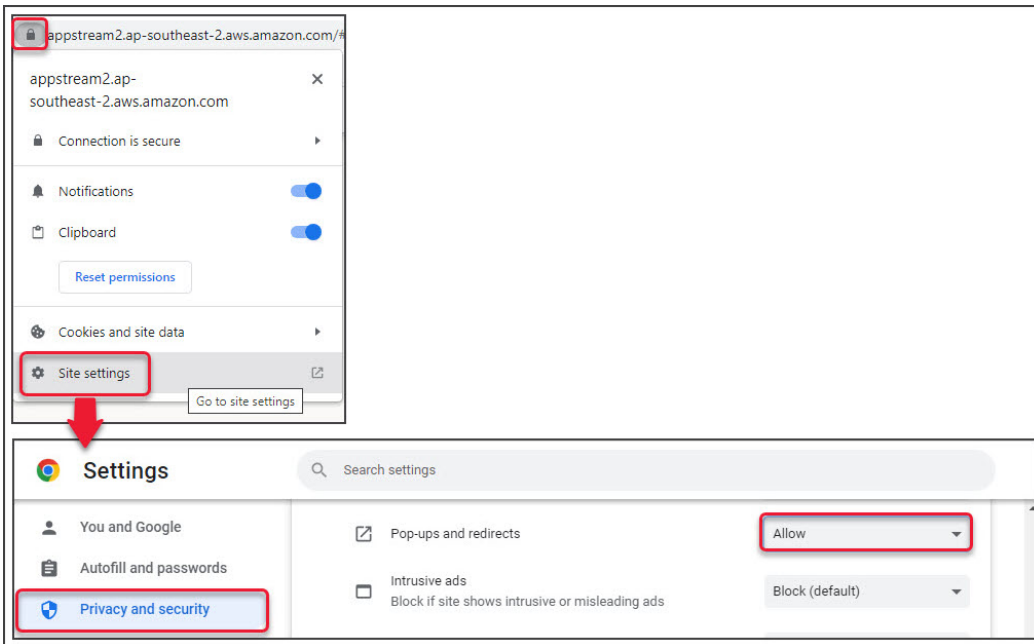 appstream2.ap-southeast-2.aws.amazon.com/#
appstream2.ap-
southeast-2.aws.amazon.com
Connection is secure
Notifications
Clipboard
Reset permissions
Cookies and site data
Site settings
Go to site settings
Settings
Search settings
You and Google
Pop-ups and redirects
Allow
Autofill and passwords
Intrusive ads
Block if site shows intrusive or misleading ads
Block (default)
Privacy and security